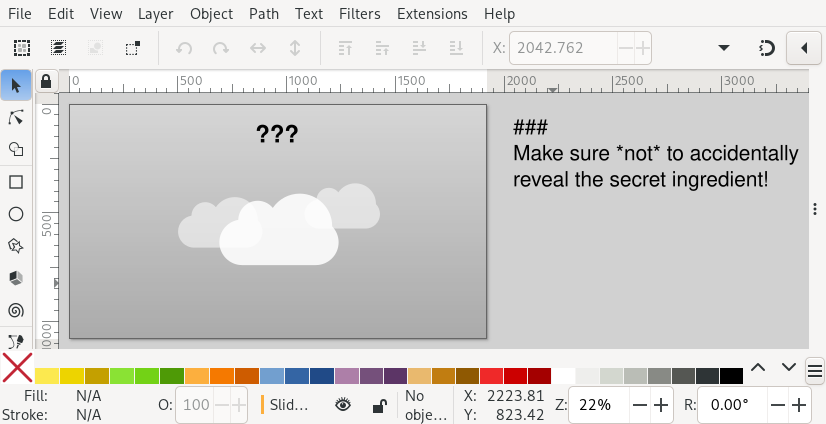 File Edit View Layer Object Path Text Filters Extensions Help
X: 2042.762
0 500 1000 1500 2000 2500 3000
0
500
1000
???
###
Make sure *not* to accidentally
reveal the secret ingredient!
Fill: N/A
Stroke: N/A
O: 100
Slid...
No
obje...
X: 2223.81
Y: 823.42
Z: 22%
R: 0.00°